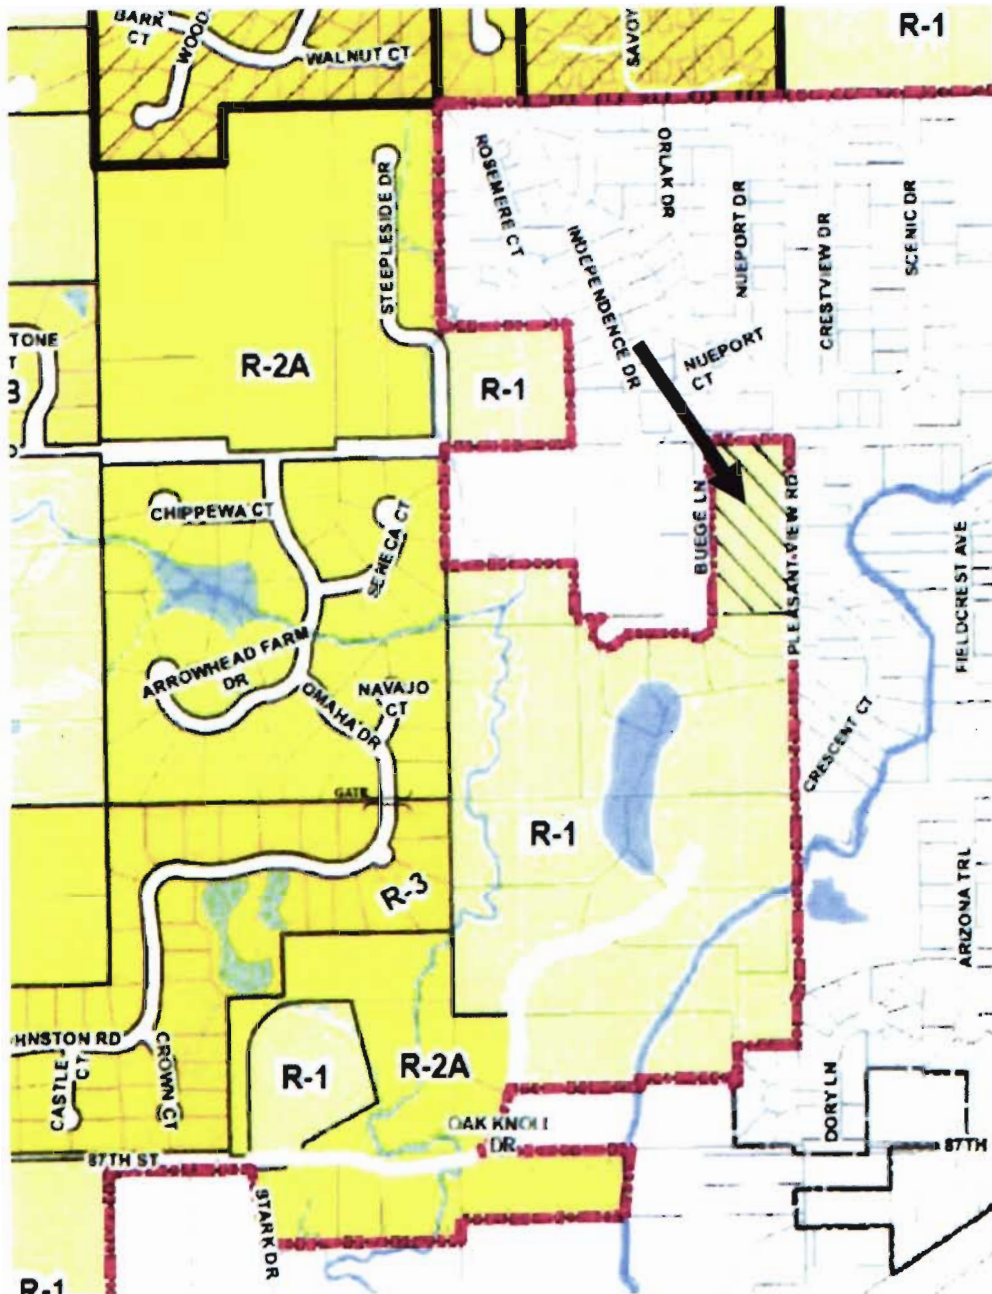 BARK
CT
WOOD
WALNUT CT
SAVOY
R-1
ROSEMERE CT
ORLAK DR
NUEPORT DR
CRESTVIEW DR
SCENIC DR
STEEPLESIDE DR
INDEPENDENCE DR
TONE
R-2A
R-1
NUEPORT
CT
CHIPPEWA CT
SENECA CT
BUEGE LN
PLEASANT VIEW RD
FIELDCREST AVE
ARROWHEAD FARM
DR
OMAHA DR
NAVAJO
CT
CRESCENT CT
GATE
R-1
R-3
ARIZONA TRL
HNSTON RD
CASTLE
CT
CROWN CT
R-1
R-2A
DORY LN
OAK KNOLL
DR
87TH ST
87TH
STARK DR
R-1